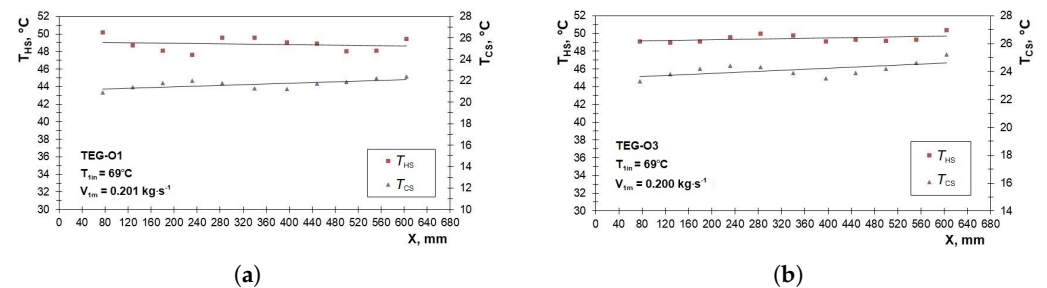 52 28
50 26
48 24
46 22
44 20
42 18
40
38 16
36 14
34
32 12
30 10
T_HS, °C
T_CS, °C
TEG-O1
T_1in = 69°C
V_1m = 0.201 kg·s⁻¹
T_HS
T_CS
0 40 80 120 160 200 240 280 320 360 400 440 480 520 560 600 640 680
X, mm
(a)
52 28
50 26
48
46 24
44 22
42
40 20
38
36 18
34 16
32
30 14
T_HS, °C
T_CS, °C
TEG-O3
T_1in = 69°C
V_1m = 0.200 kg·s⁻¹
T_HS
T_CS
0 40 80 120 160 200 240 280 320 360 400 440 480 520 560 600 640 680
X, mm
(b)